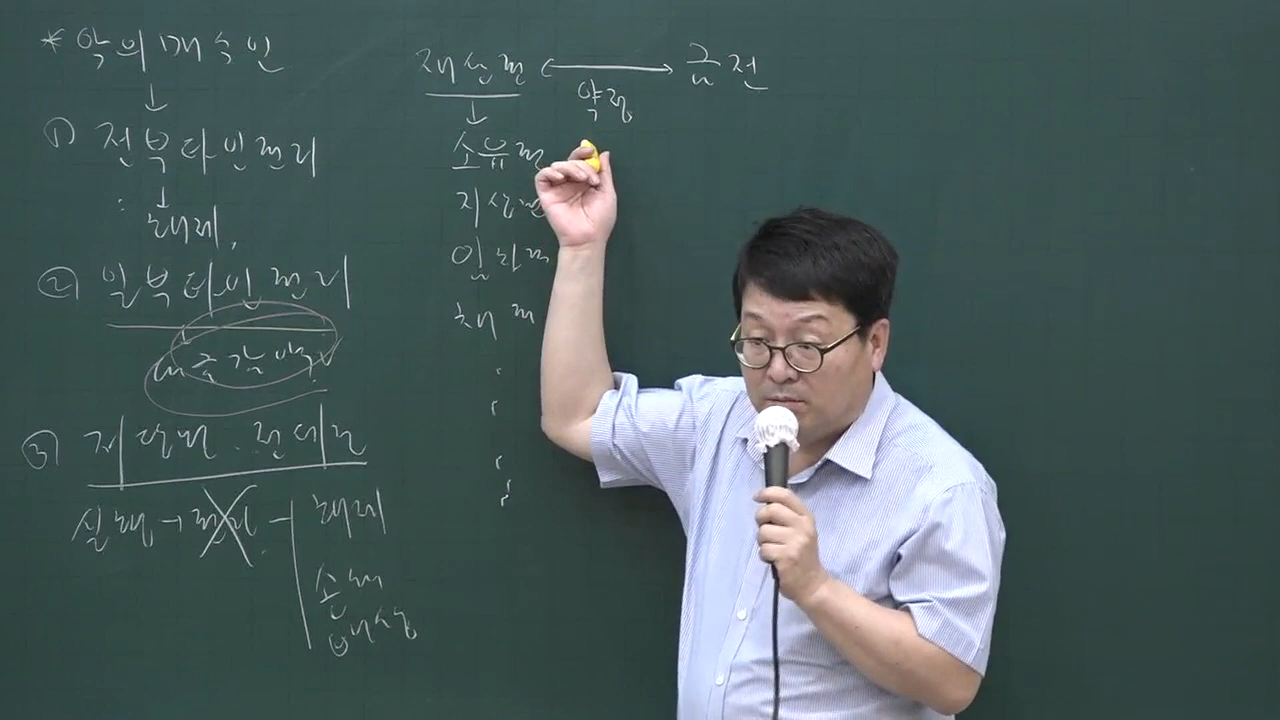 * 악의 매수인
↓
① 전부타인권리
↓
해제,
② 일부타인권리
③ 저당권. 전세권
실행 → 권리 - 해제
손해
배상
재산권 ↔ 금전
약정
↓
소유권
지상권
임차권
채권